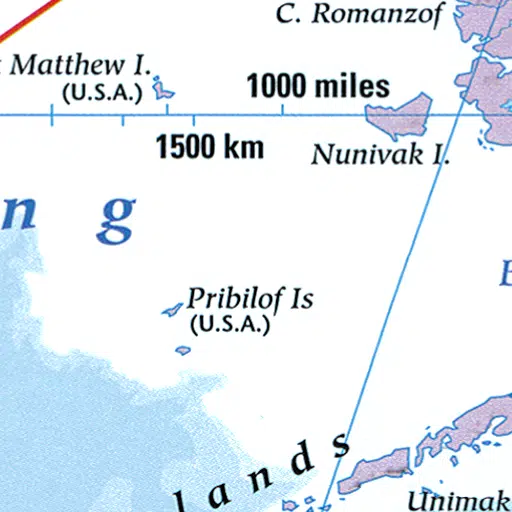 C. Romanzof
Matthew I.
(U.S.A.)
1000 miles
1500 km
Nunivak I.
n g
Pribilof Is
(U.S.A.)
lands
Unimak